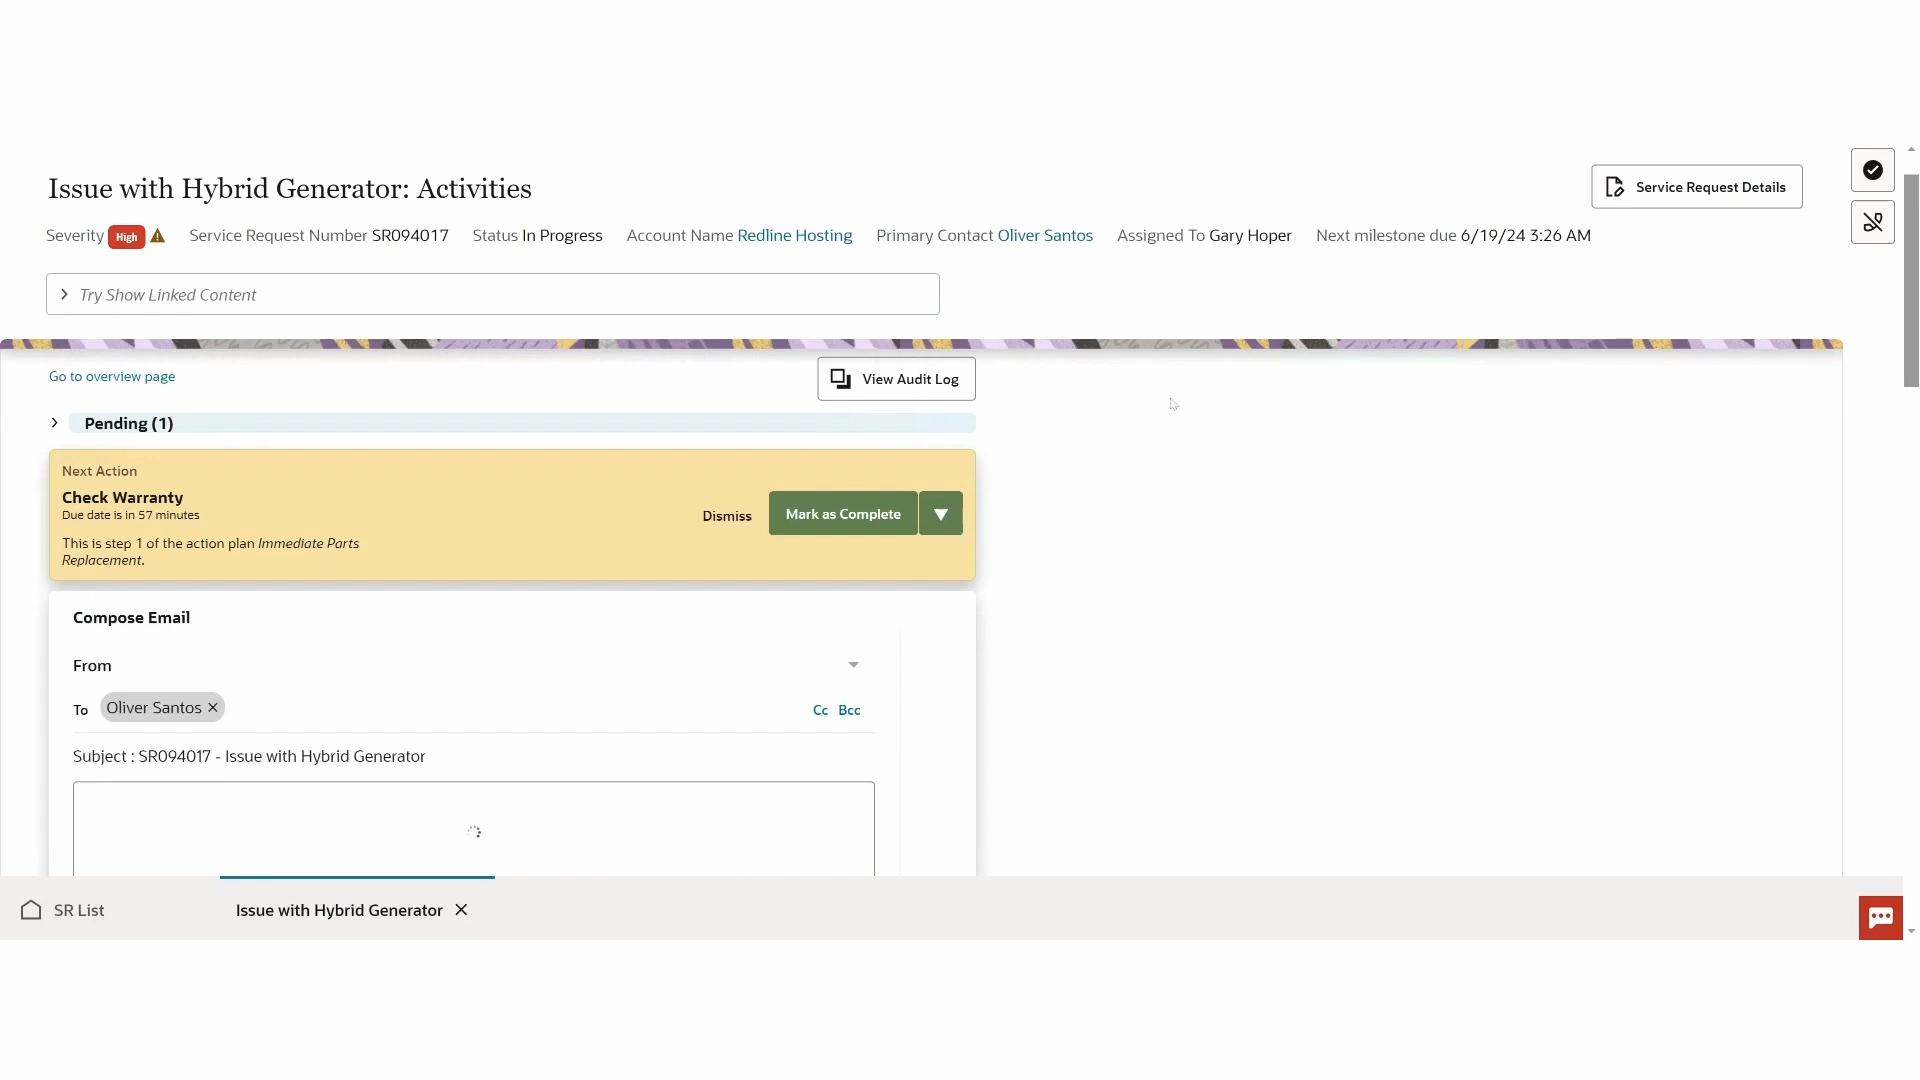 Issue with Hybrid Generator: Activities
Service Request Details
Severity High Service Request Number SR094017 Status In Progress Account Name Redline Hosting Primary Contact Oliver Santos Assigned To Gary Hoper Next milestone due 6/19/24 3:26 AM
Try Show Linked Content
Go to overview page
View Audit Log
Pending (1)
Next Action
Check Warranty
Due date is in 57 minutes
Dismiss Mark as Complete
This is step 1 of the action plan Immediate Parts
Replacement.
Compose Email
From
To Oliver Santos Cc Bcc
Subject : SR094017 - Issue with Hybrid Generator
SR List Issue with Hybrid Generator